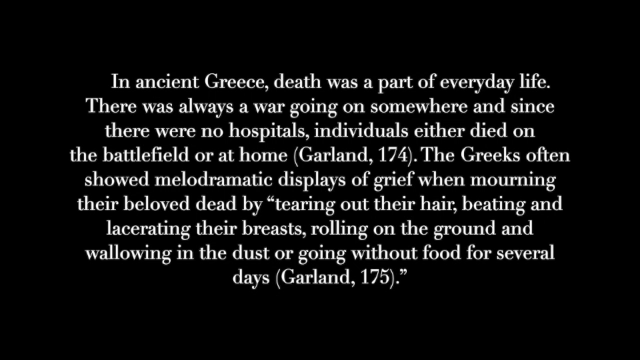 In ancient Greece, death was a part of everyday life.
There was always a war going on somewhere and since
there were no hospitals, individuals either died on
the battlefield or at home (Garland, 174). The Greeks often
showed melodramatic displays of grief when mourning
their beloved dead by “tearing out their hair, beating and
lacerating their breasts, rolling on the ground and
wallowing in the dust or going without food for several
days (Garland, 175).”